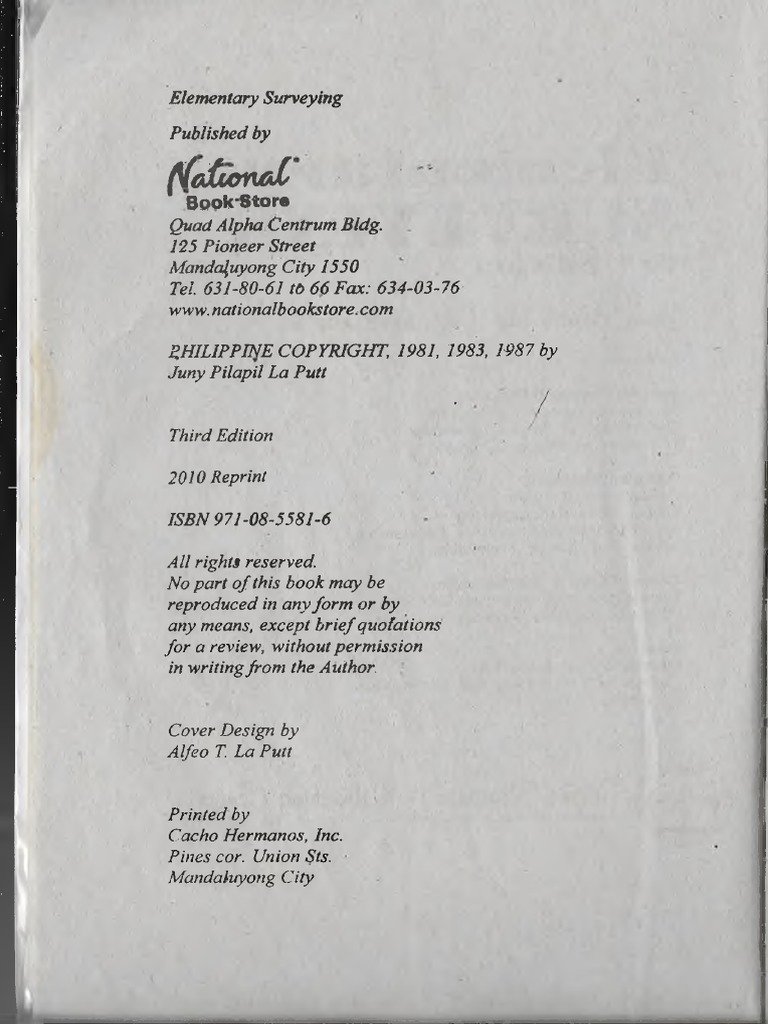 Elementary Surveying
Published by
National
Book Store
Quad Alpha Centrum Bldg.
125 Pioneer Street
Mandaluyong City 1550
Tel. 631-80-61 to 66 Fax: 634-03-76
www.nationalbookstore.com
PHILIPPINE COPYRIGHT, 1981, 1983, 1987 by
Juny Pilapil La Putt
Third Edition
2010 Reprint
ISBN 971-08-5581-6
All rights reserved.
No part of this book may be
reproduced in any form or by
any means, except brief quotations
for a review, without permission
in writing from the Author.
Cover Design by
Alfeo T. La Putt
Printed by
Cacho Hermanos, Inc.
Pines cor. Union Sts.
Mandaluyong City